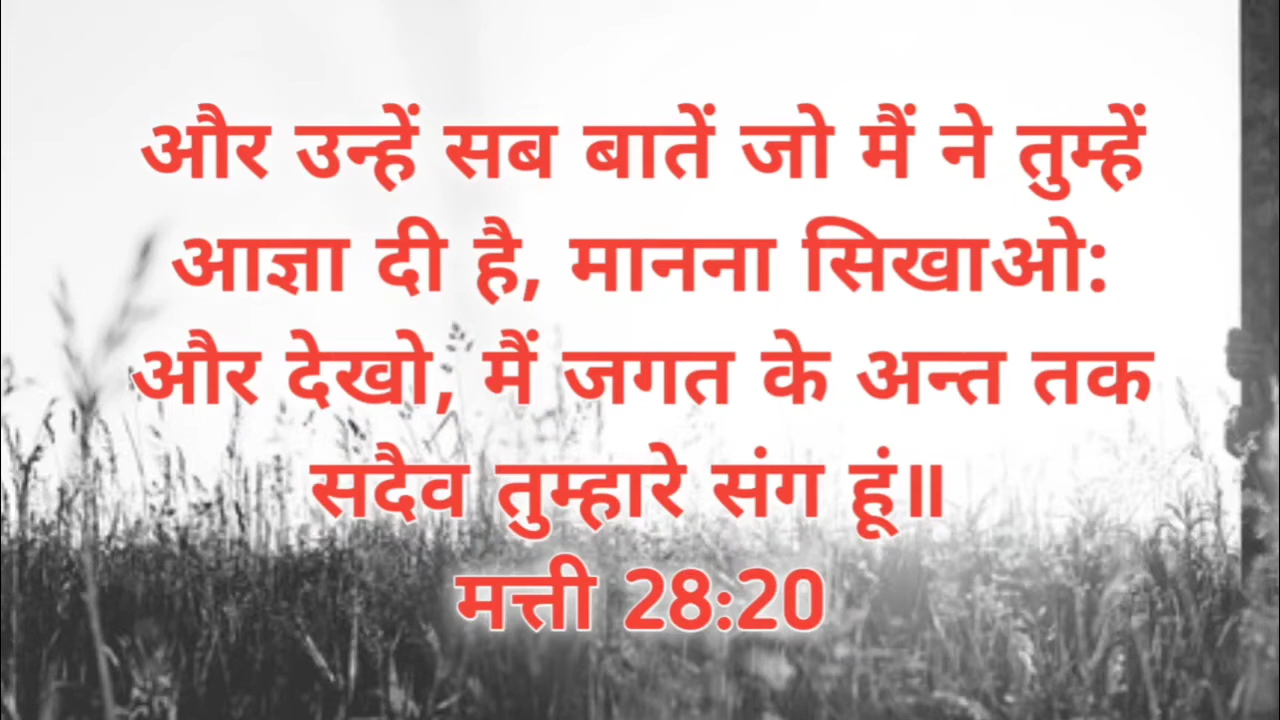 और उन्हें सब बातें जो मैं ने तुम्हें
आज्ञा दी है, मानना सिखाओ:
और देखो, मैं जगत के अन्त तक
सदैव तुम्हारे संग हूं॥
मत्ती 28:20